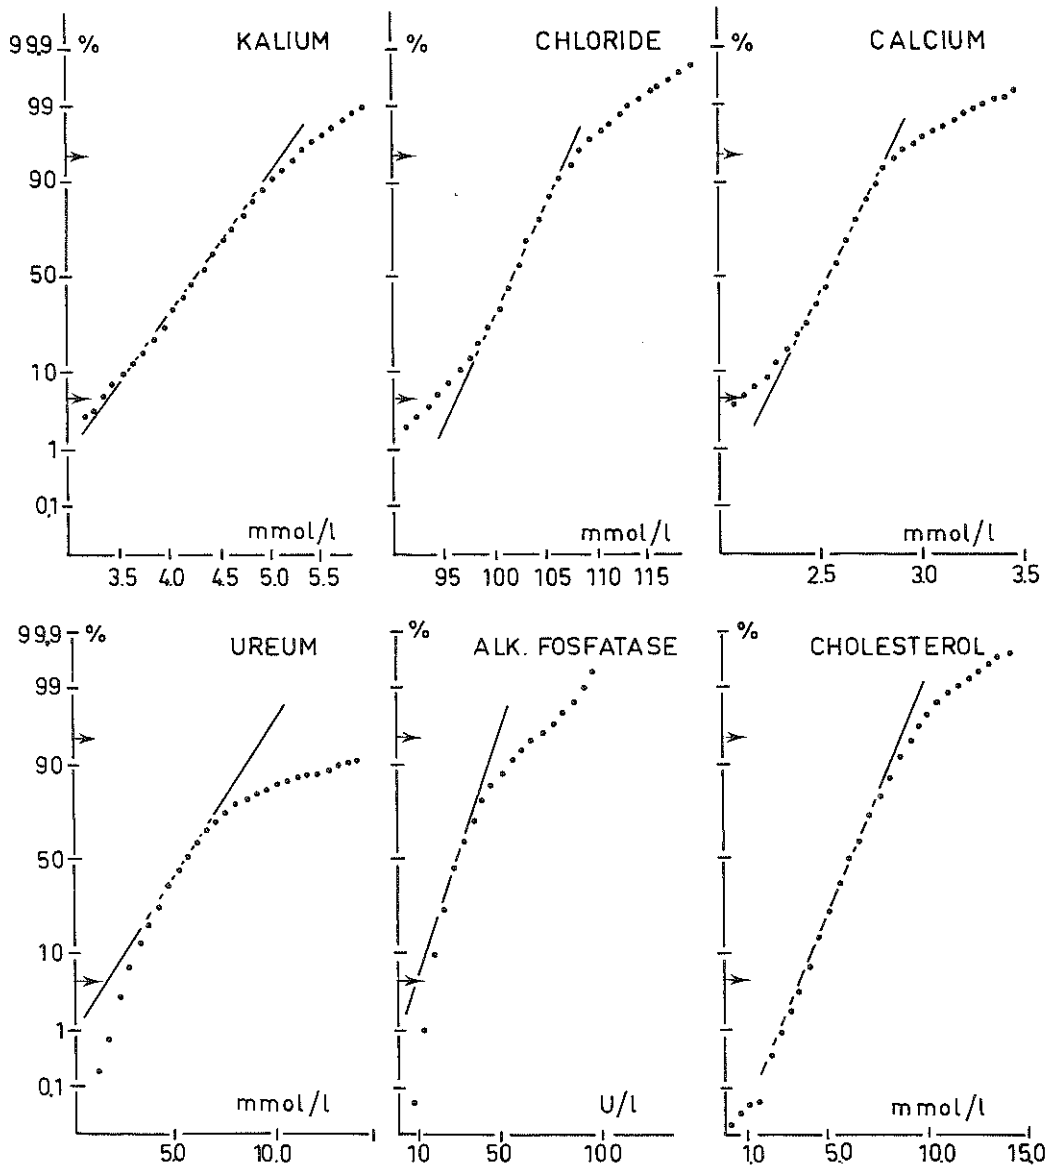 99.9 % KALIUM % CHLORIDE % CALCIUM
99
90
50
10
1
0,1
mmol/l mmol/l mmol/l
3.5 4.0 4.5 5.0 5.5 95 100 105 110 115 2.5 3.0 3.5
99,9 % UREUM % ALK. FOSFATASE % CHOLESTEROL
99
90
50
10
1
0.1
mmol/l U/l mmol/l
5.0 10.0 10 50 100 1.0 5.0 10.0 15.0